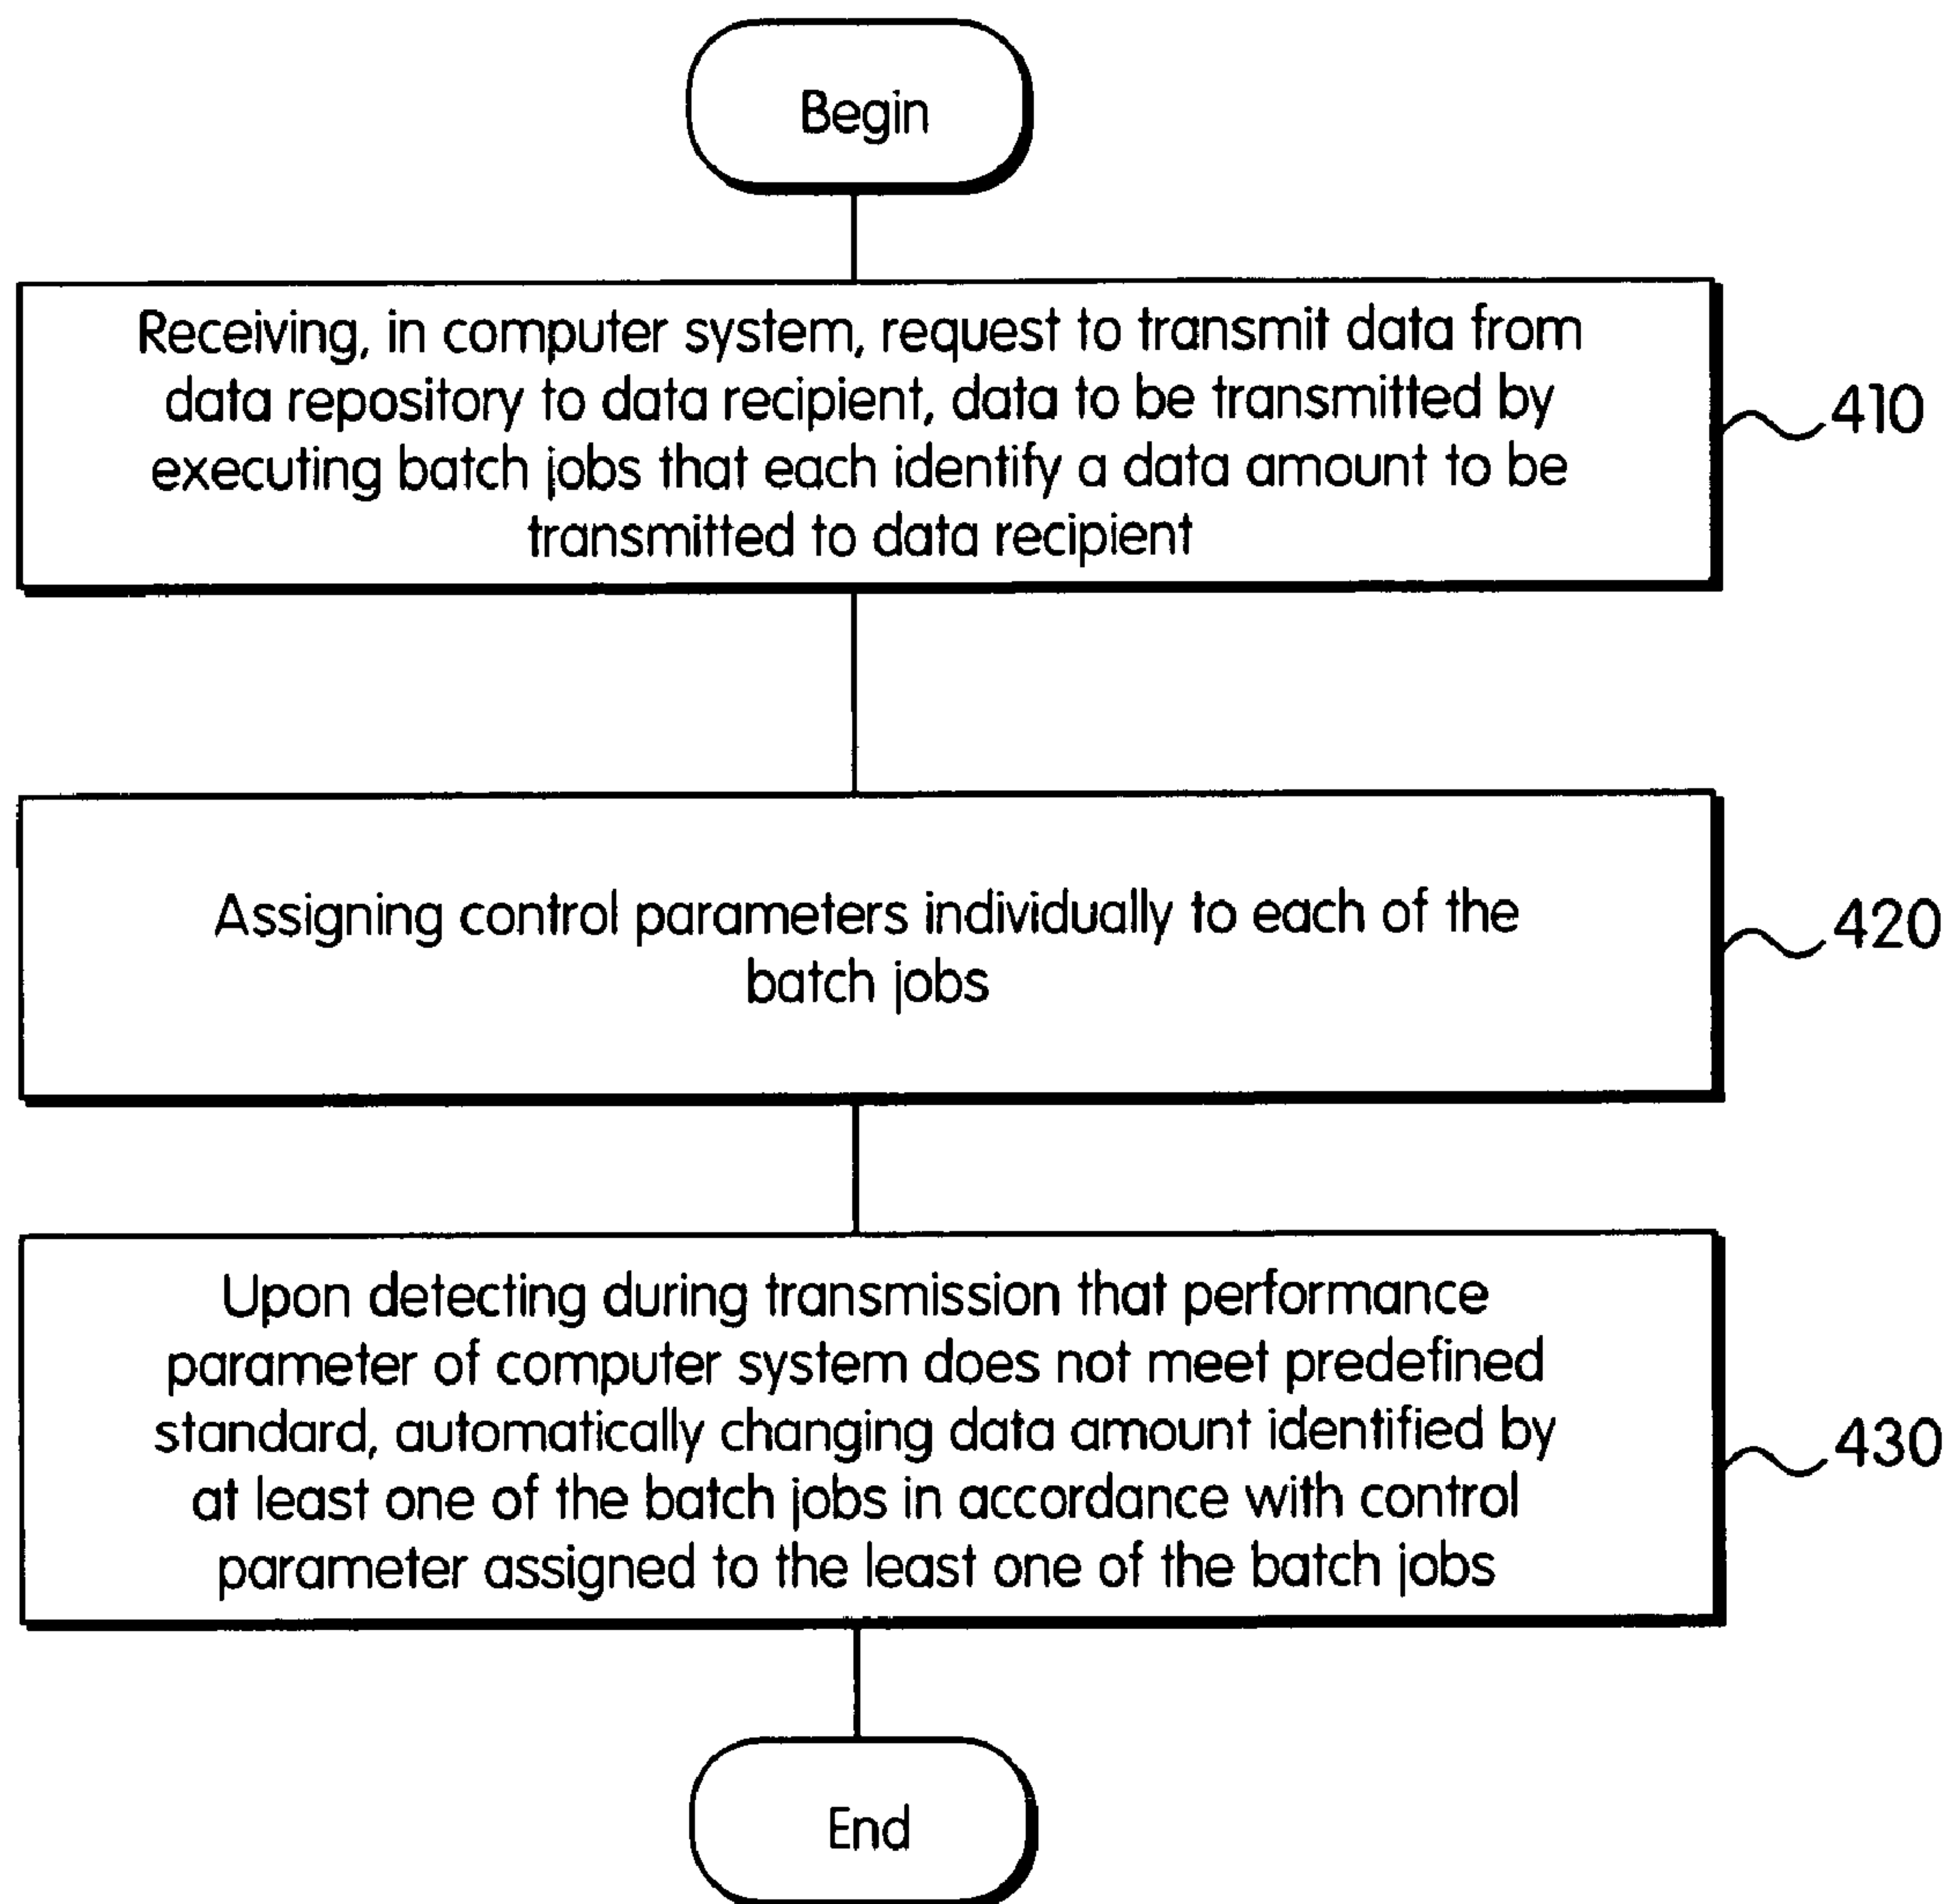 Begin
Receiving, in computer system, request to transmit data from
data repository to data recipient, data to be transmitted by
executing batch jobs that each identify a data amount to be
transmitted to data recipient
410
Assigning control parameters individually to each of the
batch jobs
420
Upon detecting during transmission that performance
parameter of computer system does not meet predefined
standard, automatically changing data amount identified by
at least one of the batch jobs in accordance with control
parameter assigned to the least one of the batch jobs
430
End